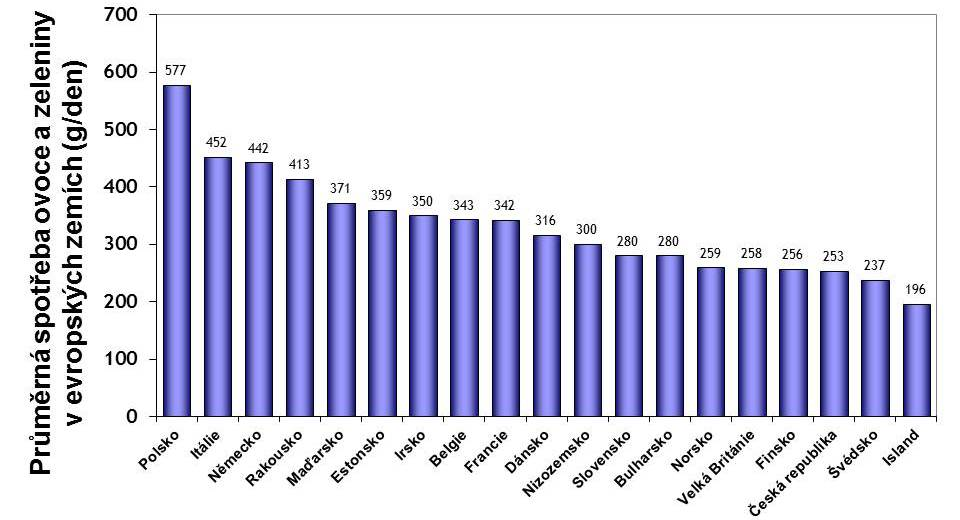 Průměrná spotřeba ovoce a zeleniny
v evropských zemích (g/den)
700
600
500
400
300
200
100
0
577
452
442
413
371
359
350
343
342
316
300
280
280
259
258
256
253
237
196
Polsko
Itálie
Německo
Rakousko
Maďarsko
Estonsko
Irsko
Belgie
Francie
Dánsko
Nizozemsko
Slovensko
Bulharsko
Norsko
Velká Británie
Finsko
Česká republika
Švédsko
Island